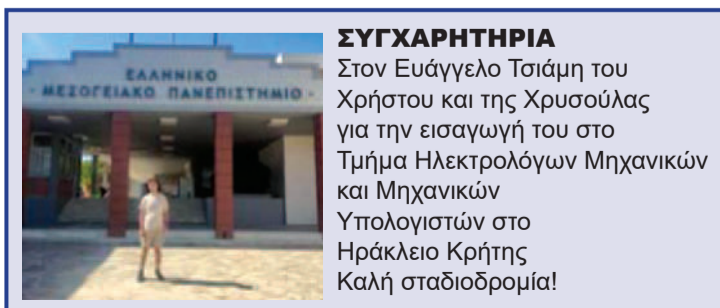 ΕΛΛΗΝΙΚΟ
· ΜΕΣΟΓΕΙΑΚΟ ΠΑΝΕΠΙΣΤΗΜΙΟ ·
ΣΥΓΧΑΡΗΤΗΡΙΑ
Στον Ευάγγελο Τσιάμη του
Χρήστου και της Χρυσούλας
για την εισαγωγή του στο
Τμήμα Ηλεκτρολόγων Μηχανικών
και Μηχανικών
Υπολογιστών στο
Ηράκλειο Κρήτης
Καλή σταδιοδρομία!